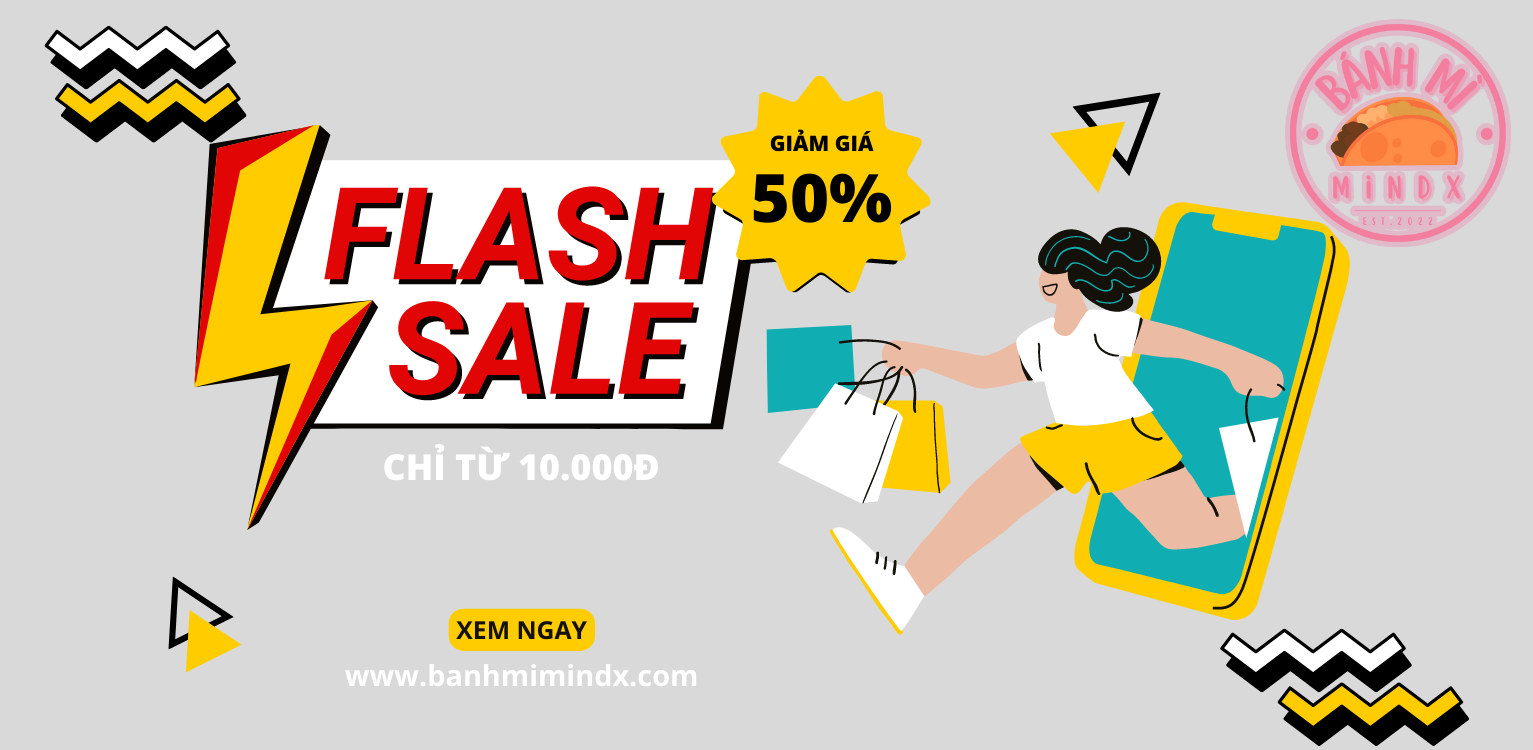 BÁNH MÌ
MiNDX
EST.2022
GIẢM GIÁ
50%
FLASH
SALE
CHỈ TỪ 10.000Đ
XEM NGAY
www.banhmimindx.com